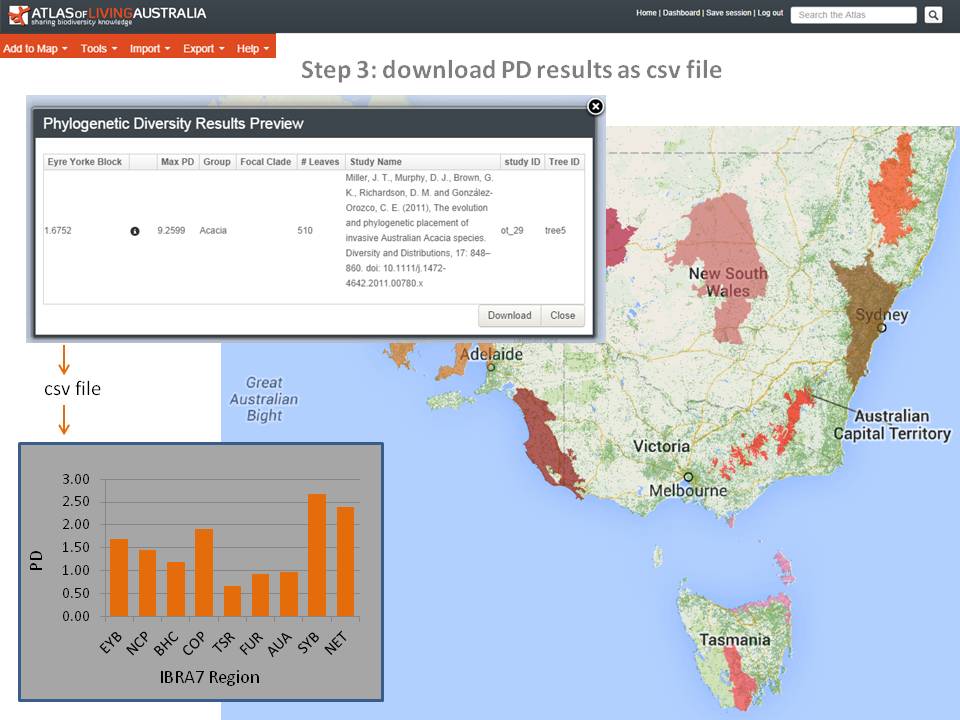 ATLAS OF LIVING AUSTRALIA
sharing biodiversity knowledge
Home | Dashboard | Save session | Log out
Search the Atlas
Add to Map Tools Import Export Help
Step 3: download PD results as csv file
Phylogenetic Diversity Results Preview
Eyre Yorke Block Max PD Group Focal Clade # Leaves Study Name study ID Tree ID
1.6752 9.2599 Acacia 510
Miller, J. T., Murphy, D. J., Brown, G.
K., Richardson, D. M. and González-
Orozco, C. E. (2011), The evolution
and phylogenetic placement of
invasive Australian Acacia species.
Diversity and Distributions, 17: 848–
860. doi: 10.1111/j.1472-
4642.2011.00780.x
ot_29 tree5
Download Close
New South
Wales
Sydney
Adelaide
csv file
Great
Australian
Bight
Australian
Capital Territory
Victoria
Melbourne
Tasmania
PD
3.00
2.50
2.00
1.50
1.00
0.50
0.00
EYB NCP BHC COP TSR FUR AUA SYB NET
IBRA7 Region